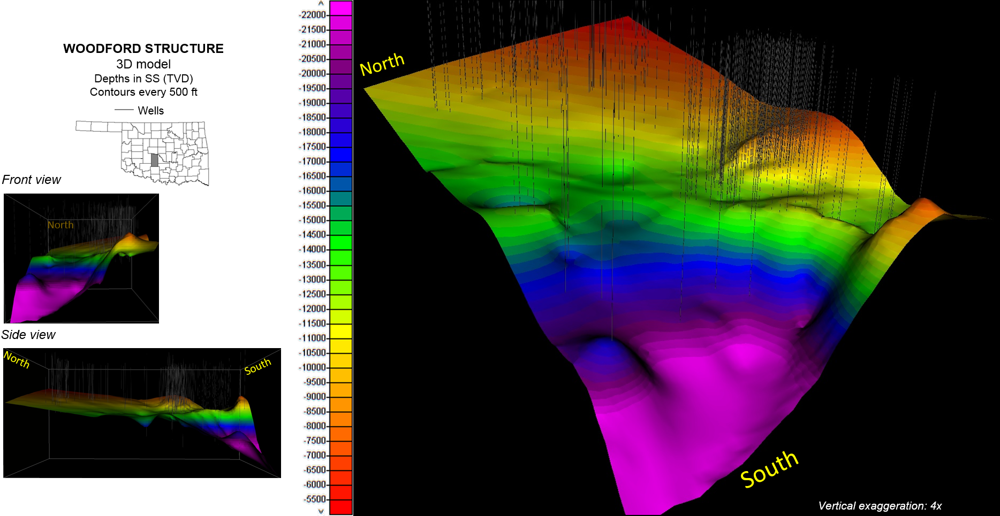 WOODFORD STRUCTURE
3D model
Depths in SS (TVD)
Contours every 500 ft
Wells
Front view
North
Side view
North
South
-22000
-21500
-21000
-20500
-20000
-19500
-19000
-18500
-18000
-17500
-17000
-16500
-16000
-15500
-15000
-14500
-14000
-13500
-13000
-12500
-12000
-11500
-11000
-10500
-10000
-9500
-9000
-8500
-8000
-7500
-7000
-6500
-6000
-5500
North
South
Vertical exaggeration: 4x